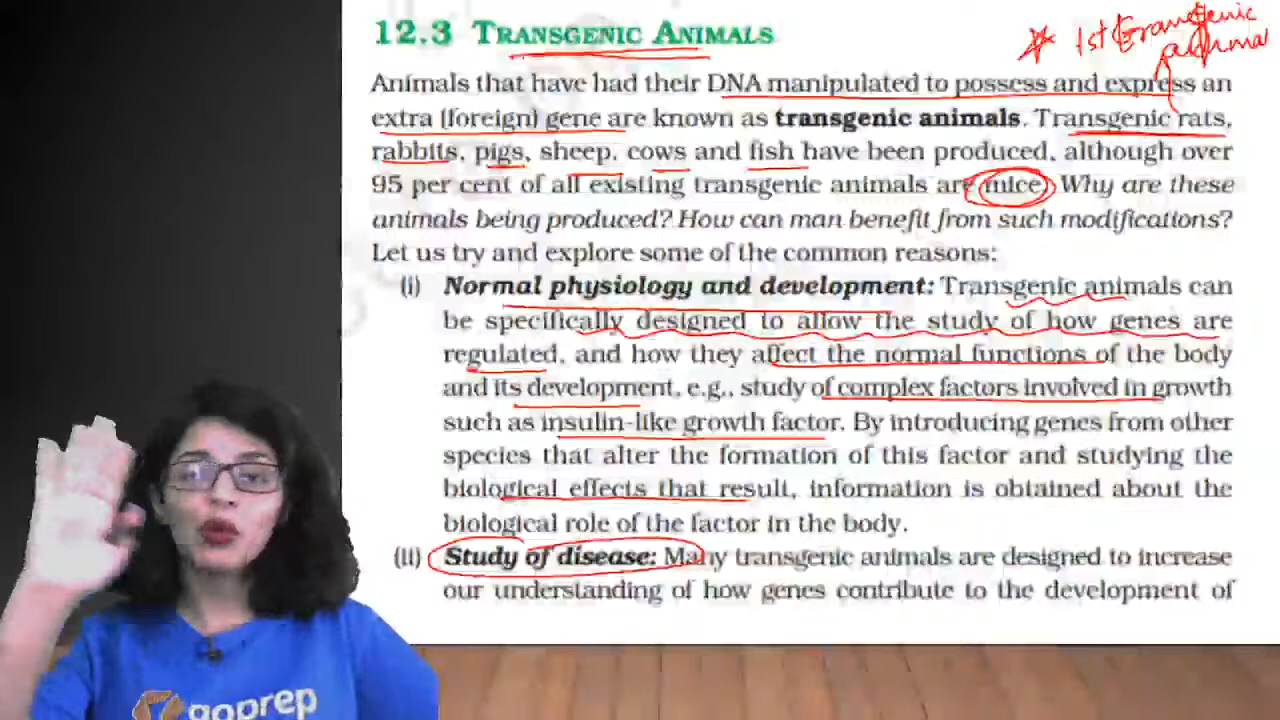 12.3 TRANSGENIC ANIMALS
* 1st transgenic
animal
Animals that have had their DNA manipulated to possess and express an
extra (foreign) gene are known as transgenic animals. Transgenic rats,
rabbits, pigs, sheep, cows and fish have been produced, although over
95 per cent of all existing transgenic animals are mice. Why are these
animals being produced? How can man benefit from such modifications?
Let us try and explore some of the common reasons:
(i) Normal physiology and development: Transgenic animals can
be specifically designed to allow the study of how genes are
regulated, and how they affect the normal functions of the body
and its development, e.g., study of complex factors involved in growth
such as insulin-like growth factor. By introducing genes from other
species that alter the formation of this factor and studying the
biological effects that result, information is obtained about the
biological role of the factor in the body.
(ii) Study of disease: Many transgenic animals are designed to increase
our understanding of how genes contribute to the development of
goprep